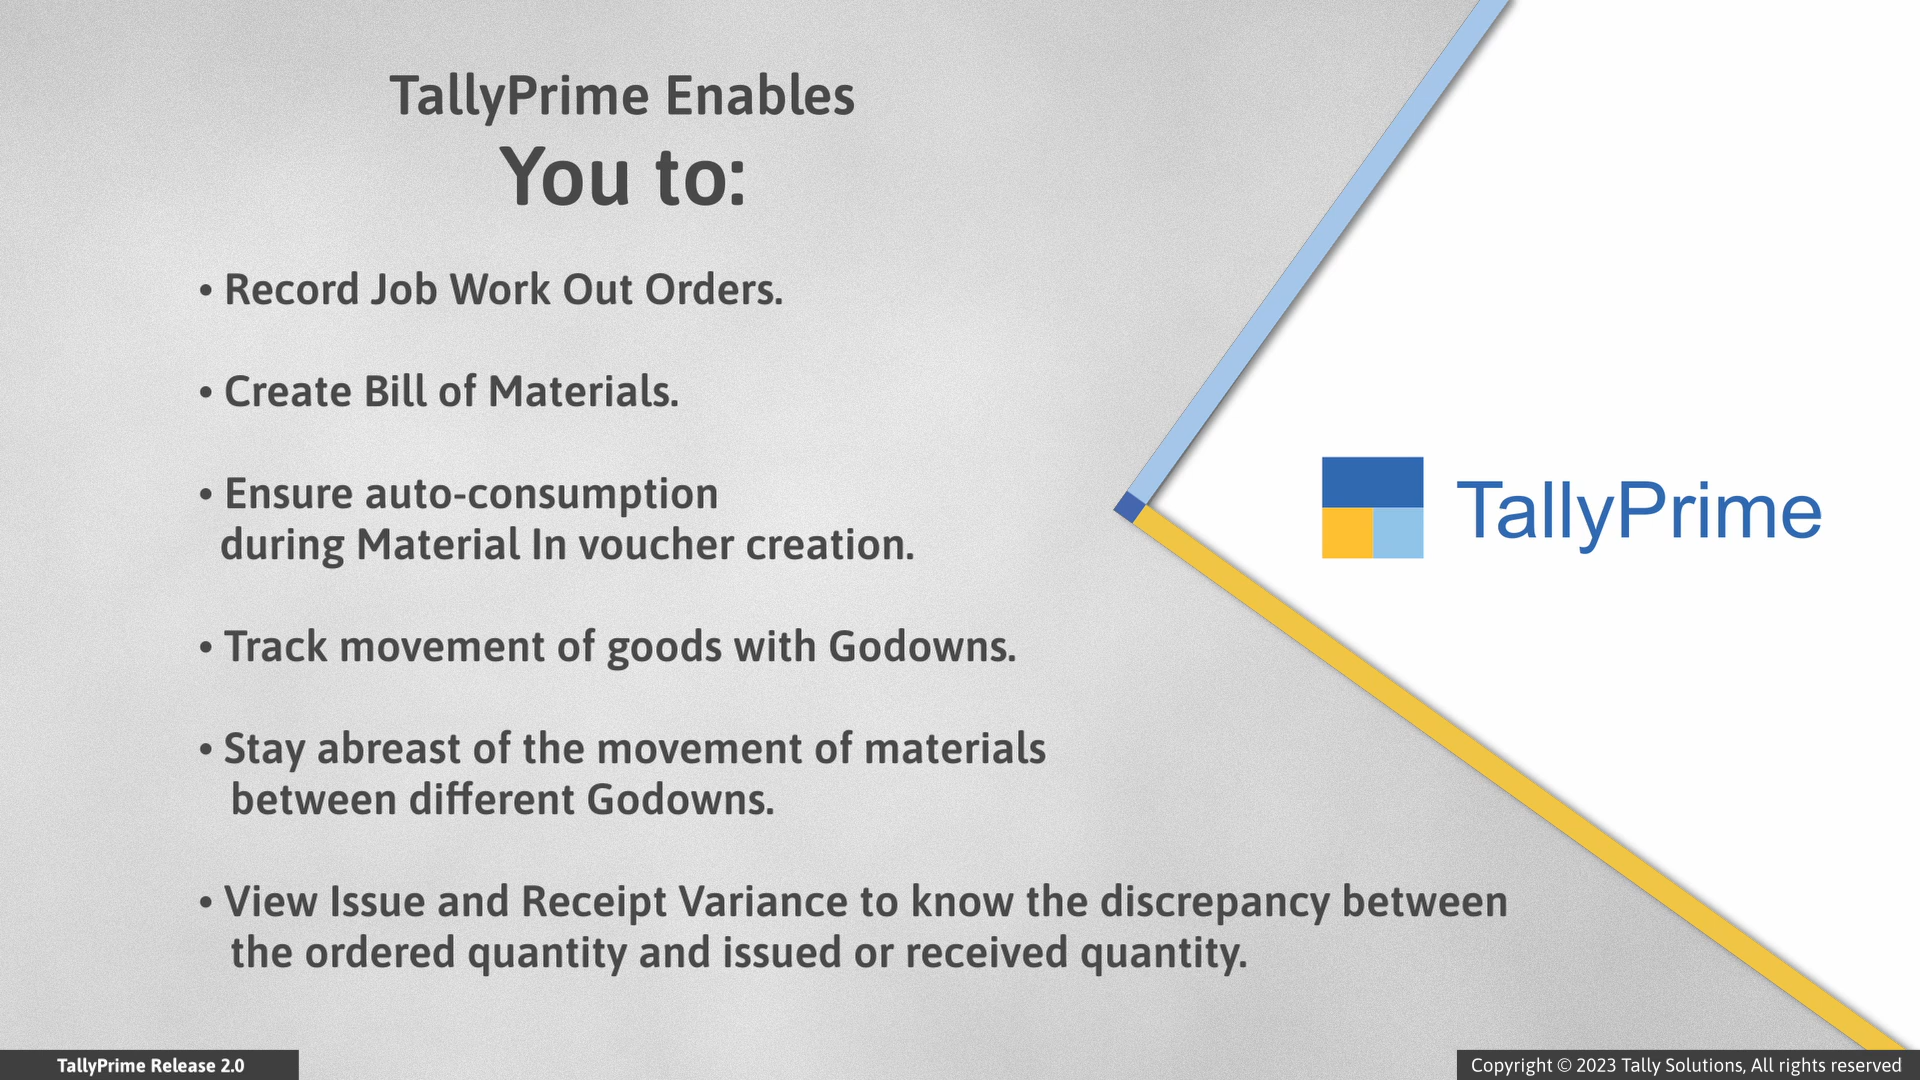 TallyPrime Enables
You to:
• Record Job Work Out Orders.
• Create Bill of Materials.
• Ensure auto-consumption
during Material In voucher creation.
• Track movement of goods with Godowns.
• Stay abreast of the movement of materials
between different Godowns.
• View Issue and Receipt Variance to know the discrepancy between
the ordered quantity and issued or received quantity.
TallyPrime
TallyPrime Release 2.0
Copyright © 2023 Tally Solutions, All rights reserved